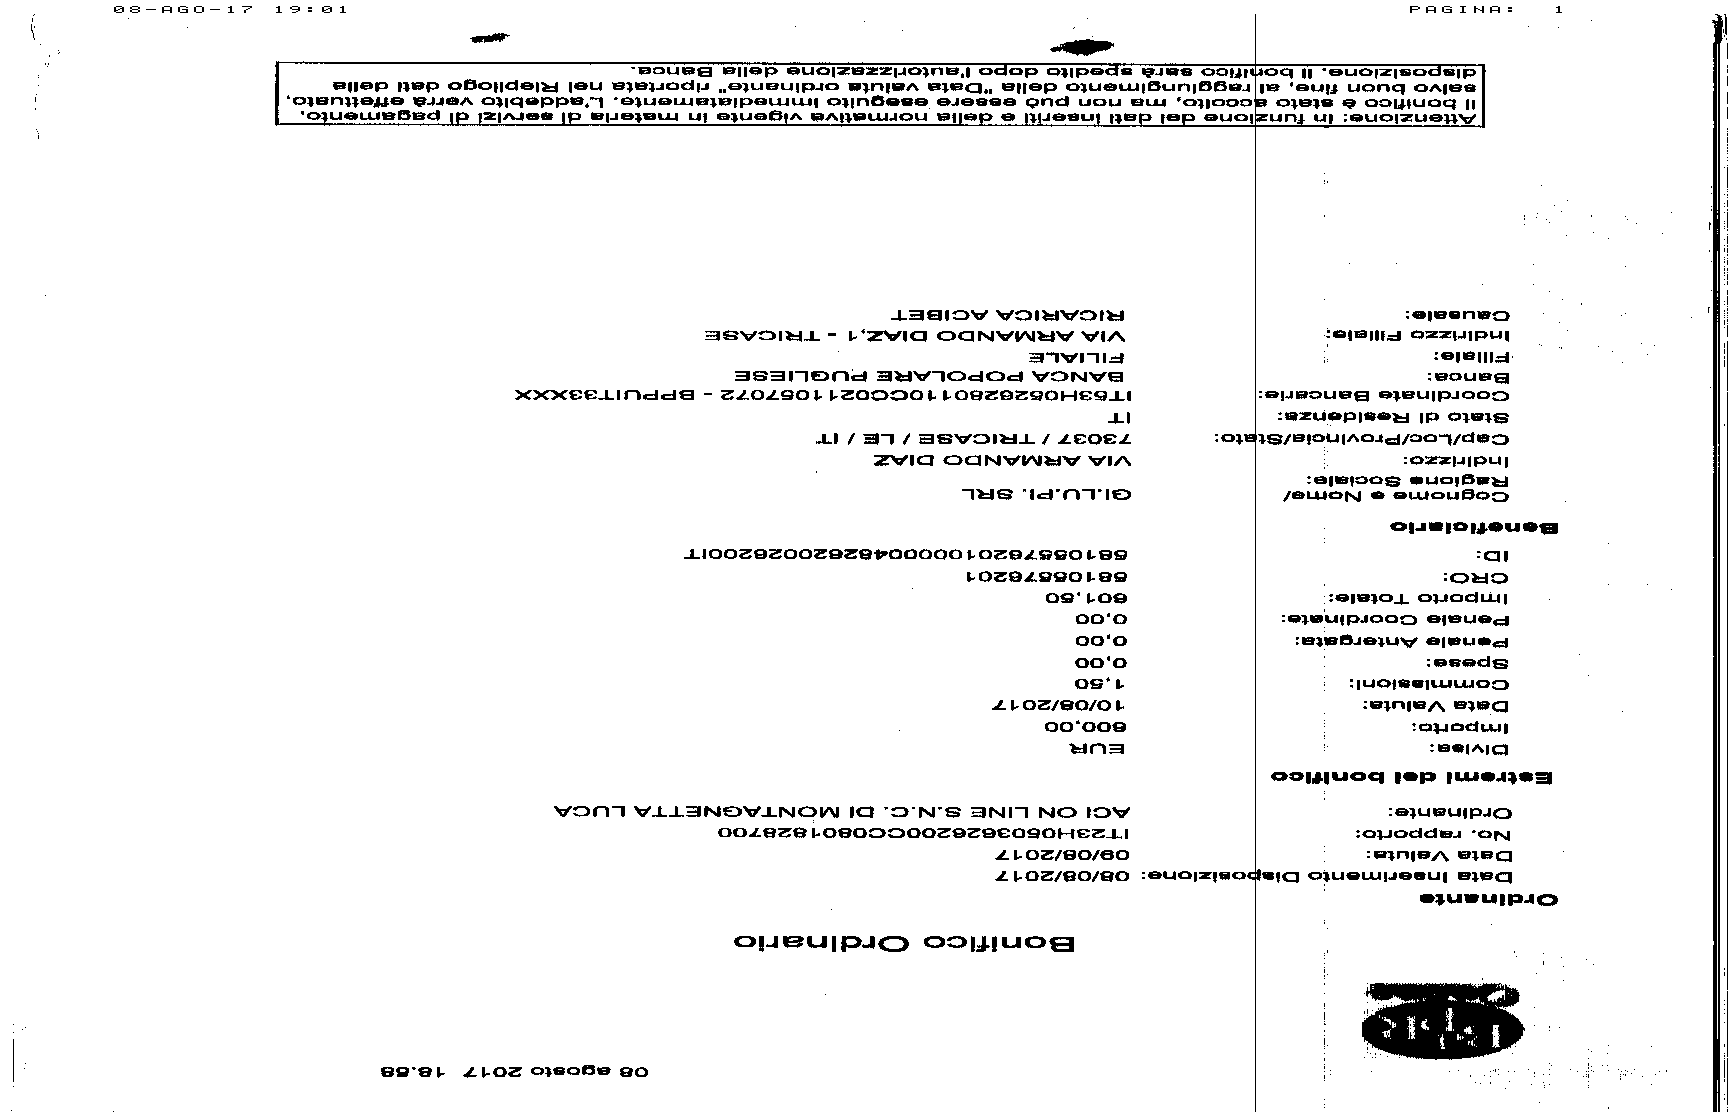 08-AGO-17 19:01 PAGINA: 1
08 agosto 2017 18.58
Bonifico Ordinario
Ordinante
Data Inserimento Disposizione: 08/08/2017
Data Valuta: 09/08/2017
No. rapporto: IT23H0503626200CC0801828700
Ordinante: ACI ON LINE S.N.C. DI MONTAGNETTA LUCA
Estremi del bonifico
Divisa: EUR
Importo: 600,00
Data Valuta: 10/08/2017
Commissioni: 1,50
Spese: 0,00
Penale Antergata: 0,00
Penale Coordinate: 0,00
Importo Totale: 601,50
CRO: 58105578201
ID: 5810557820100000482620026200IT
Beneficiario
Cognome e Nome/ GI.LU.PI. SRL
Ragione Sociale:
Indirizzo: VIA ARMANDO DIAZ
Cap/Loc/Provincia/Stato: 73037 / TRICASE / LE / IT
Stato di Residenza: IT
Coordinate Bancarie: IT53H0526280110CC0211057072 - BPPUIT33XXX
Banca: BANCA POPOLARE PUGLIESE
Filiale: FILIALE
Indirizzo Filiale: VIA ARMANDO DIAZ,1 - TRICASE
Causale: RICARICA ACIBET
Attenzione: in funzione dei dati inseriti e della normativa vigente in materia di servizi di pagamento,
il bonifico è stato accolto, ma non può essere eseguito immediatamente. L'addebito verrà effettuato,
salvo buon fine, al raggiungimento della "Data valuta ordinante" riportata nel Riepilogo dati della
disposizione. Il bonifico sarà spedito dopo l'autorizzazione della Banca.